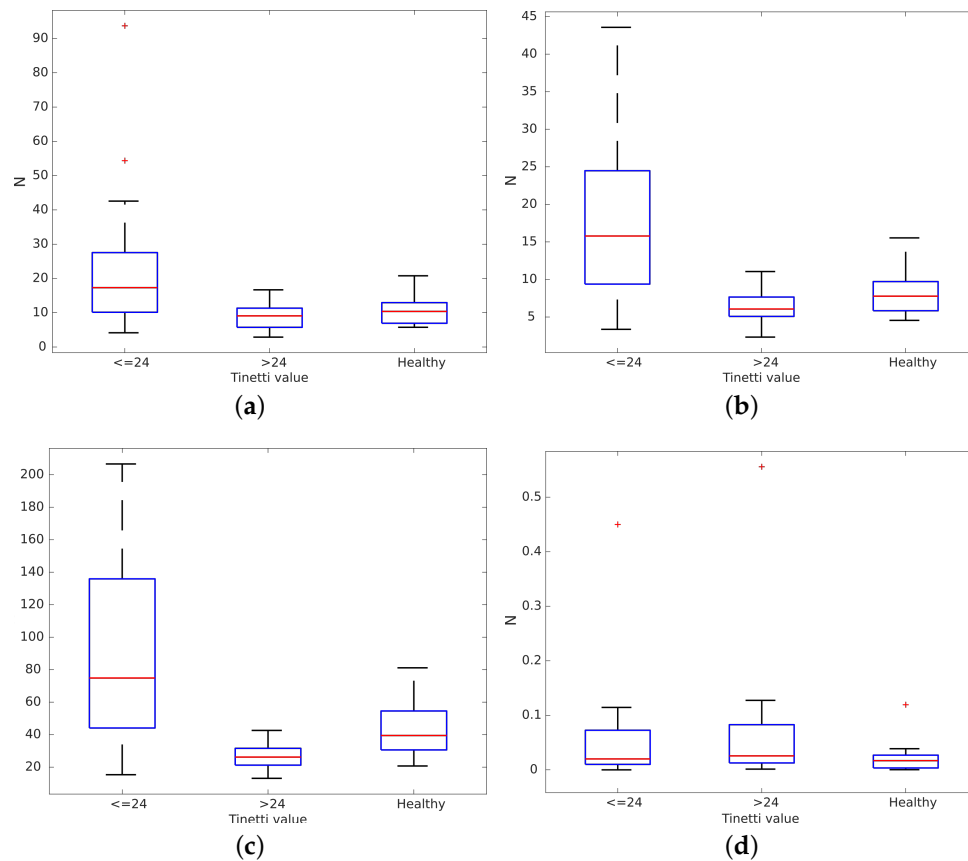 90
80
70
60
50
40
30
20
10
0
N
<=24 >24 Healthy
Tinetti value
(a)
45
40
35
30
25
20
15
10
5
N
<=24 >24 Healthy
Tinetti value
(b)
200
180
160
140
120
100
80
60
40
20
<=24 >24 Healthy
Tinetti value
(c)
0.5
0.4
0.3
0.2
0.1
0
N
<=24 >24 Healthy
Tinetti value
(d)